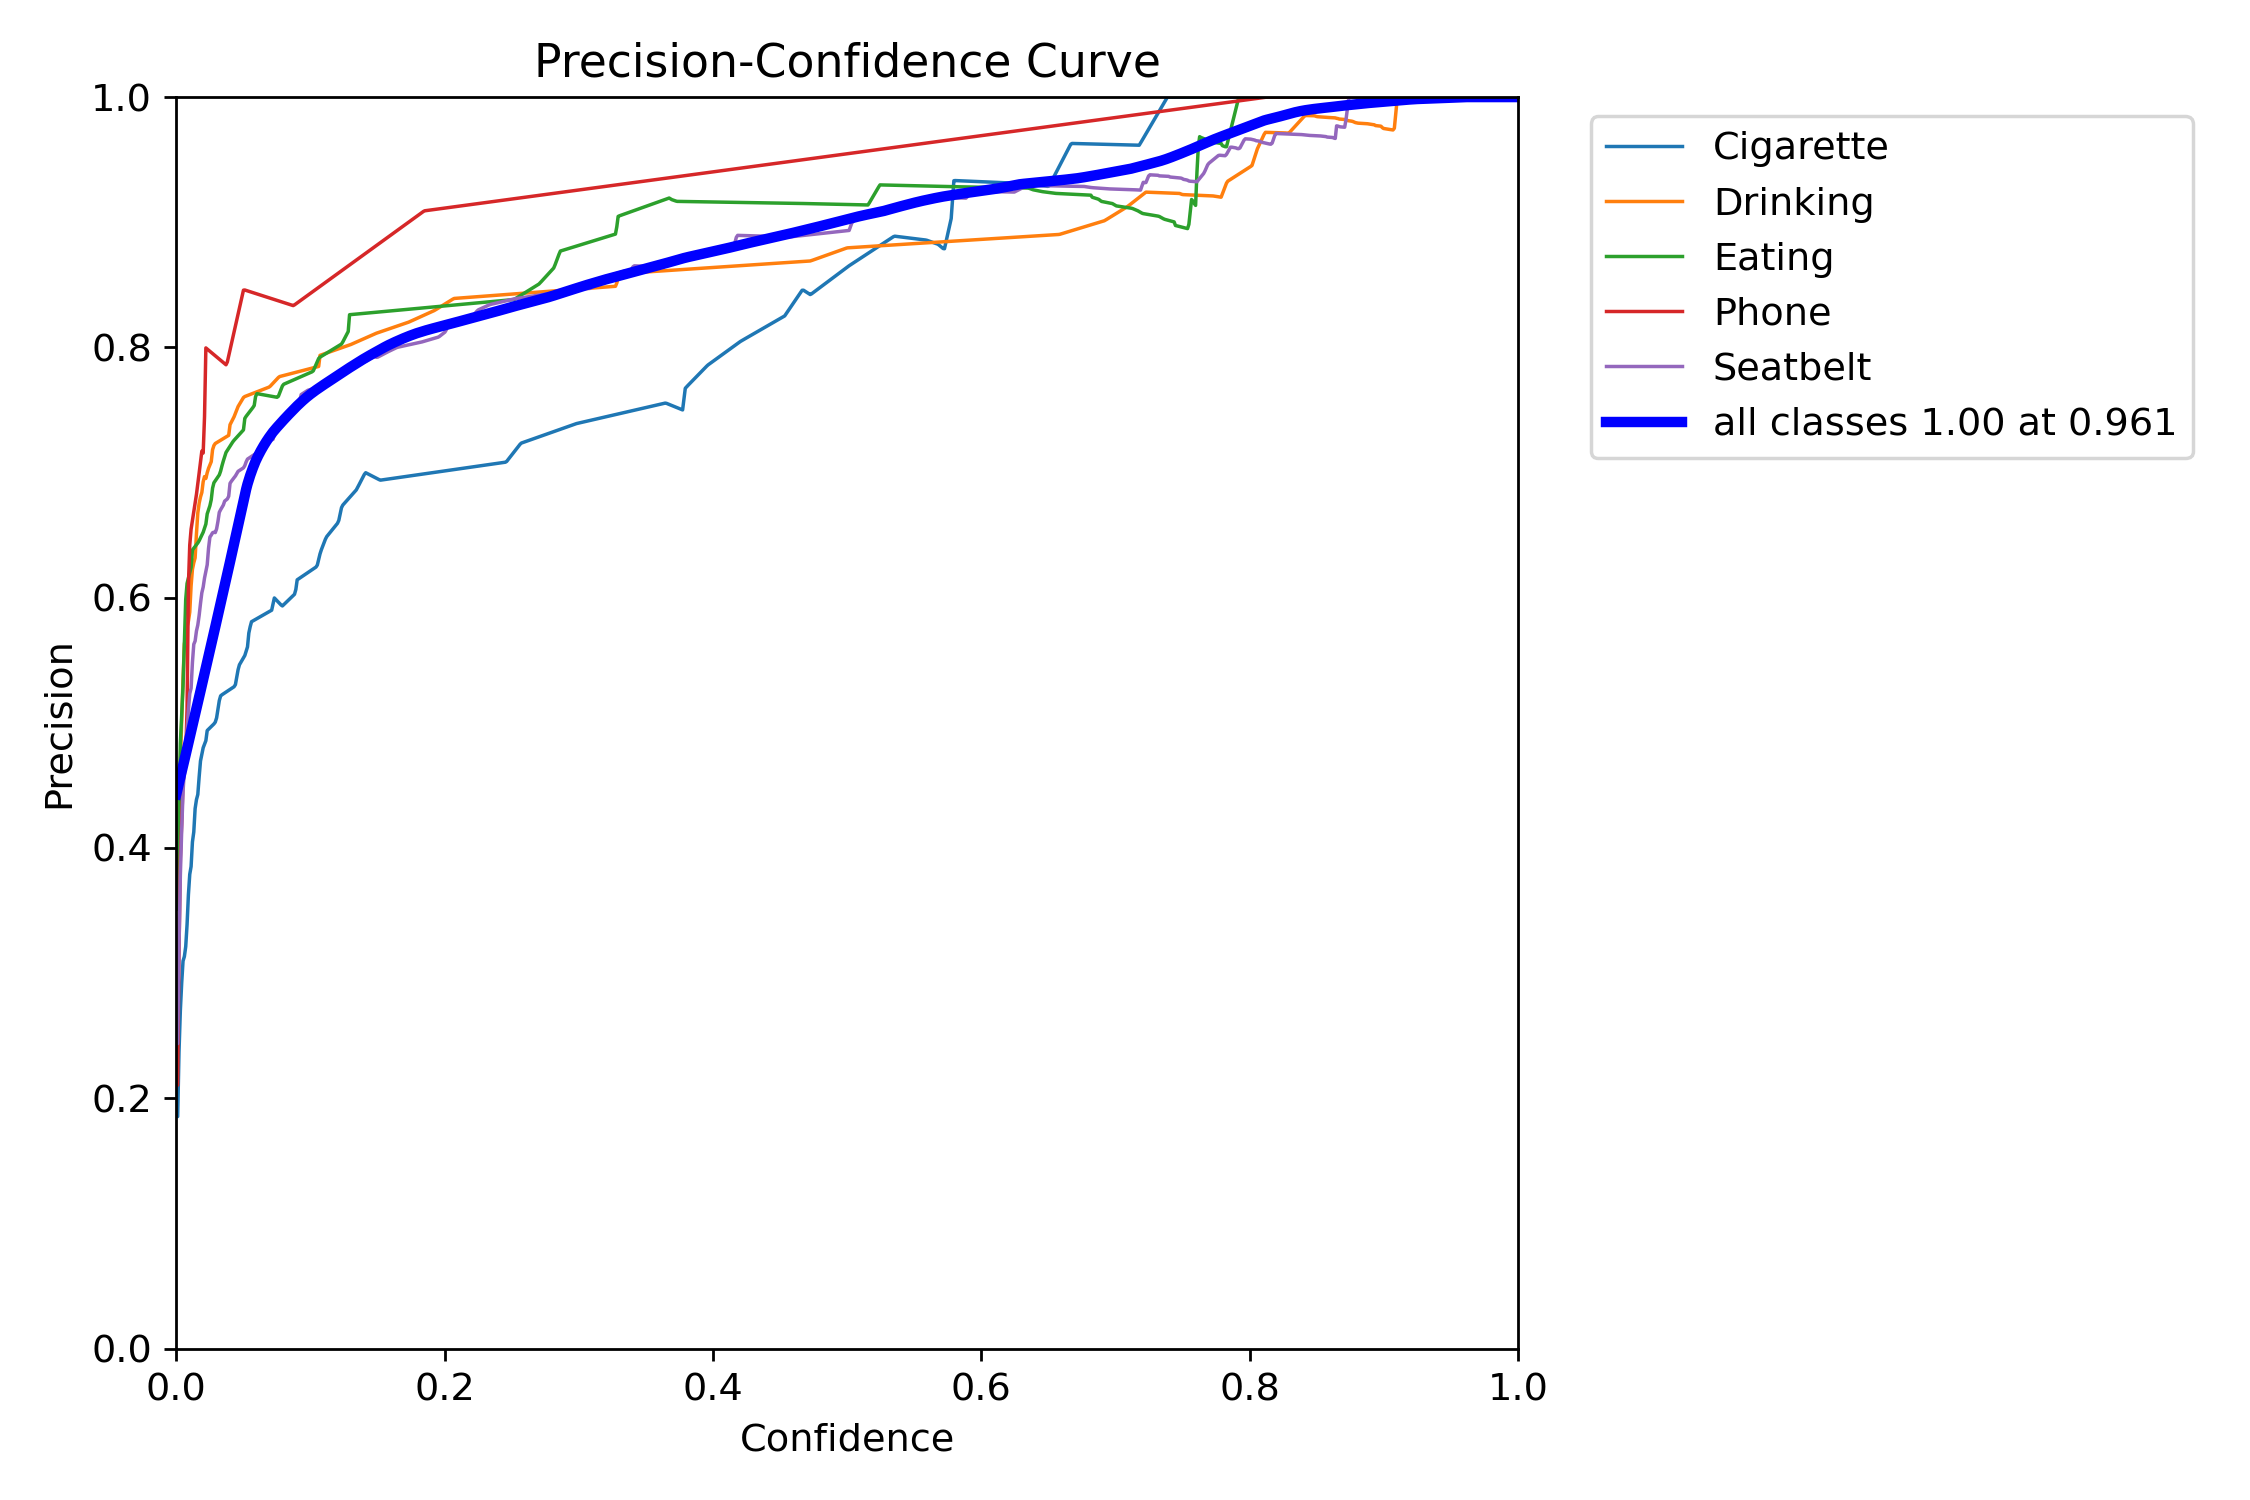 Precision-Confidence Curve
1.0
0.8
0.6
0.4
0.2
0.0
Precision
0.0 0.2 0.4 0.6 0.8 1.0
Confidence
Cigarette
Drinking
Eating
Phone
Seatbelt
all classes 1.00 at 0.961